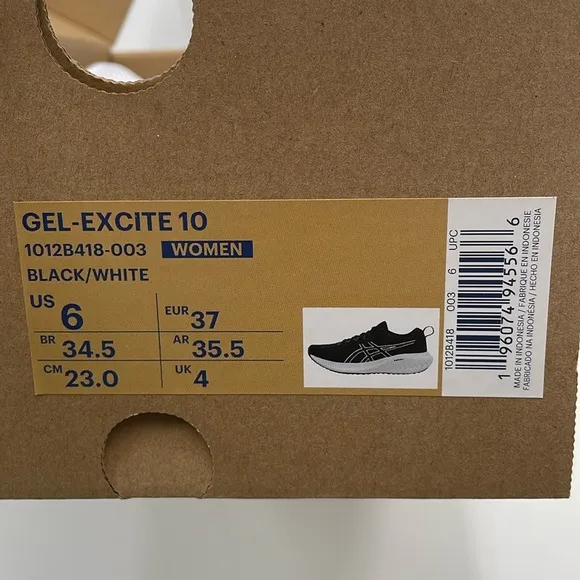 GEL-EXCITE 10
1012B418-003 WOMEN
BLACK/WHITE
US 6 EUR 37
BR 34.5 AR 35.5
CM 23.0 UK 4
1012B418 003 6 UPC
1 96074 94556 6
MADE IN INDONESIA / FABRIQUE EN INDONESIE
FABRICADO NA INDONÉSIA / HECHO EN INDONESIA